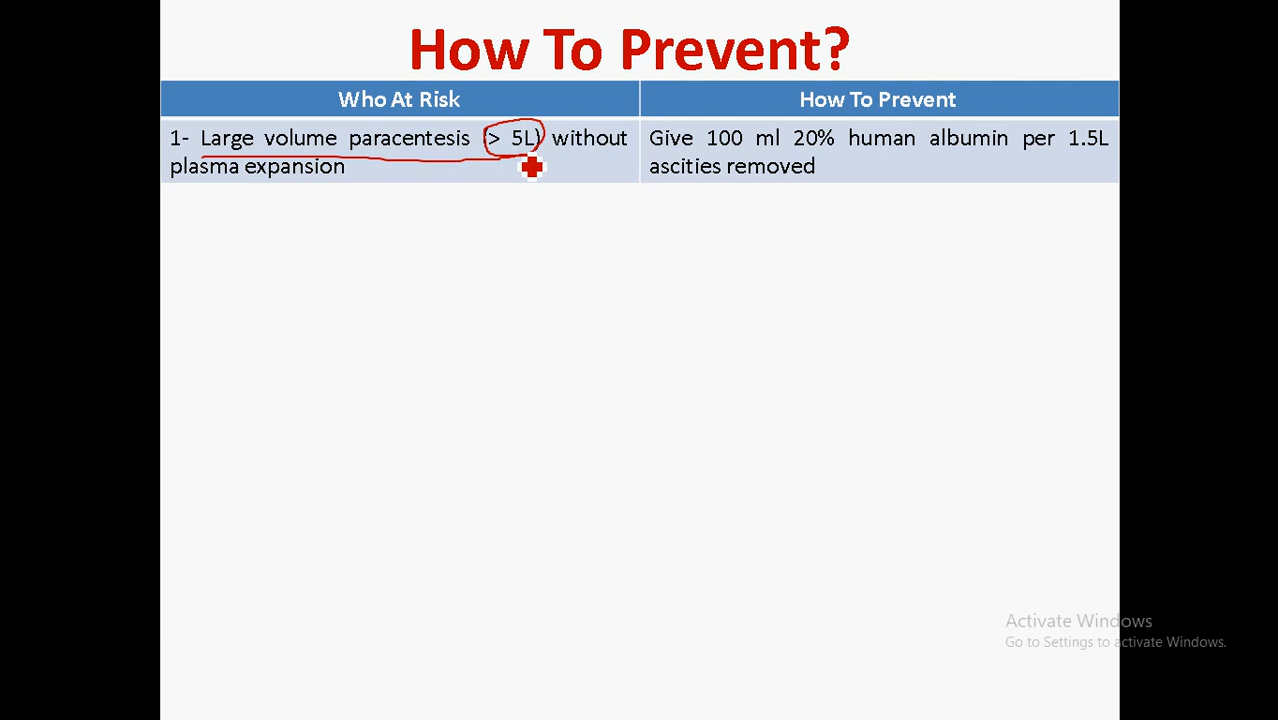 How To Prevent?
Who At Risk
How To Prevent
1- Large volume paracentesis (> 5L) without
plasma expansion
Give 100 ml 20% human albumin per 1.5L
ascities removed
Activate Windows
Go to Settings to activate Windows.